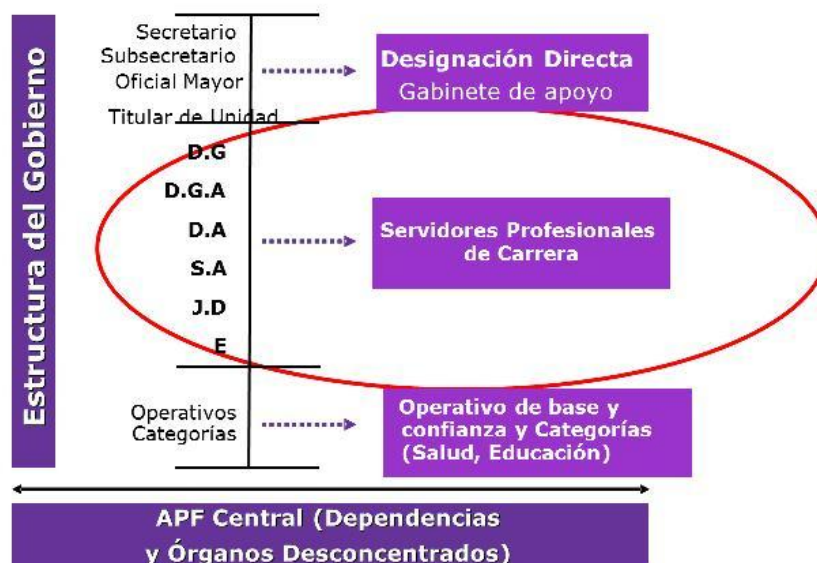 Estructura del Gobierno
Secretario
Subsecretario
Oficial Mayor
Titular de Unidad
Designación Directa
Gabinete de apoyo
D.G
D.G.A
D.A
S.A
J.D
E
Servidores Profesionales
de Carrera
Operativos
Categorías
Operativo de base y
confianza y Categorías
(Salud, Educación)
APF Central (Dependencias
y Órganos Desconcentrados)